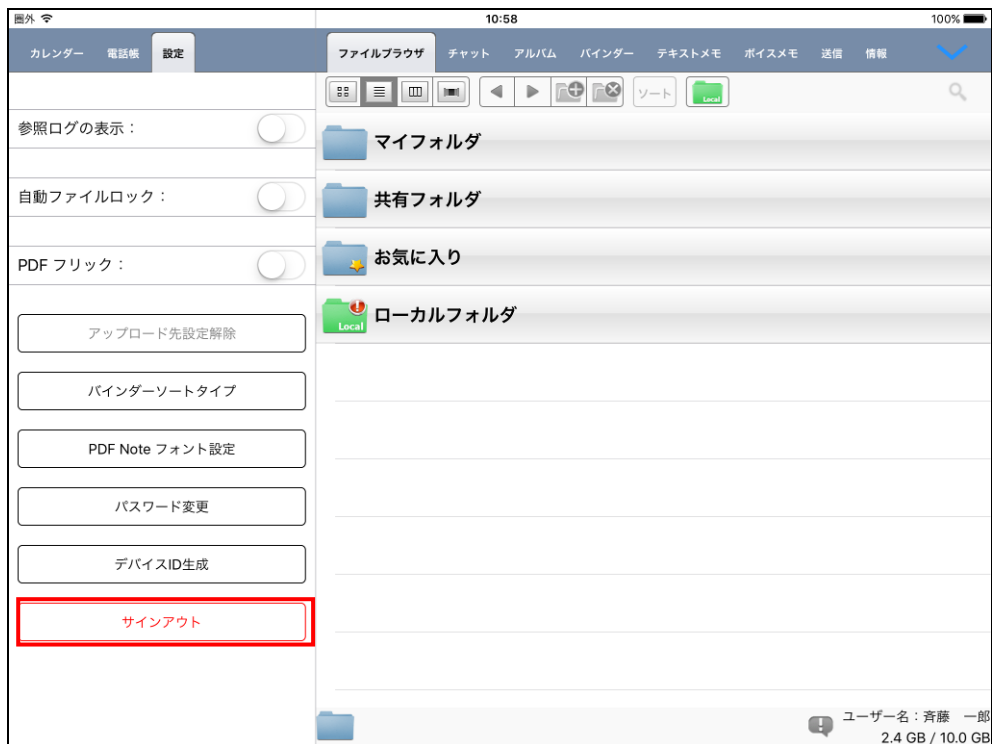 圏外 10:58 100%
カレンダー 電話帳 設定 ファイルブラウザ チャット アルバム バインダー テキストメモ ボイスメモ 送信 情報
ソート Local
参照ログの表示：
自動ファイルロック：
PDF フリック：
アップロード先設定解除
バインダーソートタイプ
PDF Note フォント設定
パスワード変更
デバイスID生成
サインアウト
マイフォルダ
共有フォルダ
お気に入り
Local ローカルフォルダ
ユーザー名：斉藤　一郎
2.4 GB / 10.0 GB